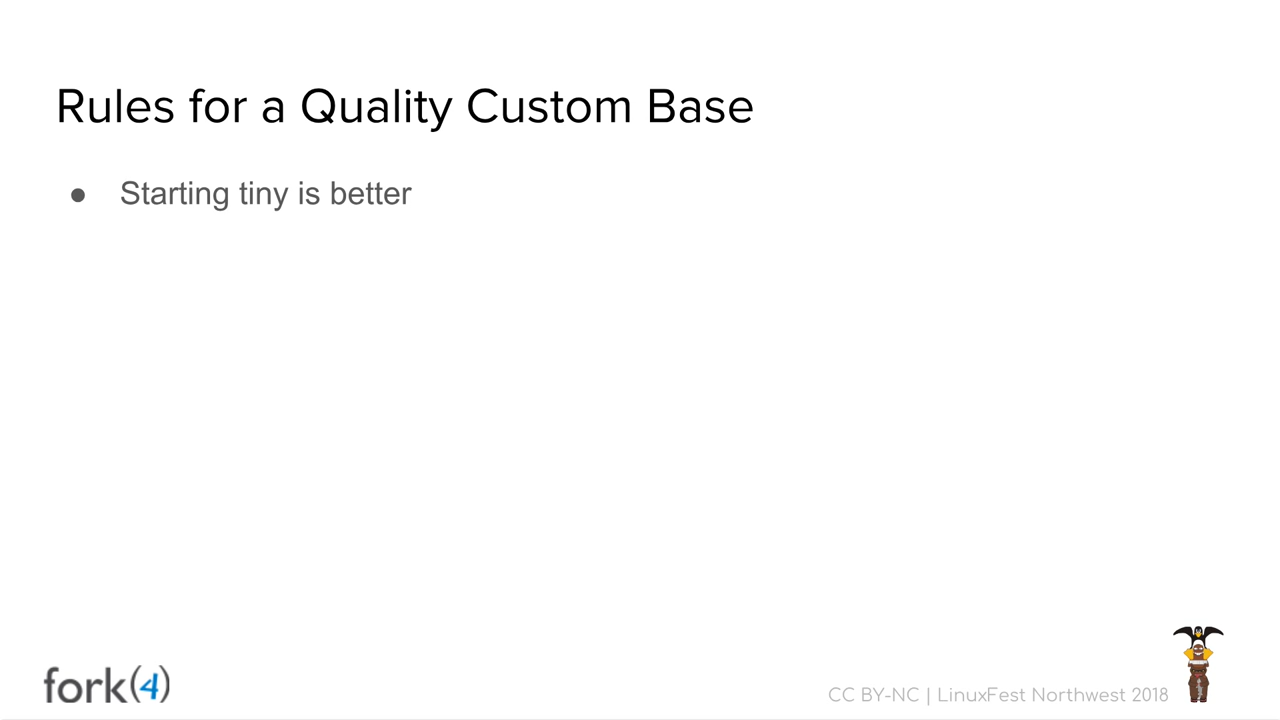 Rules for a Quality Custom Base
● Starting tiny is better
fork(4)
CC BY-NC | LinuxFest Northwest 2018